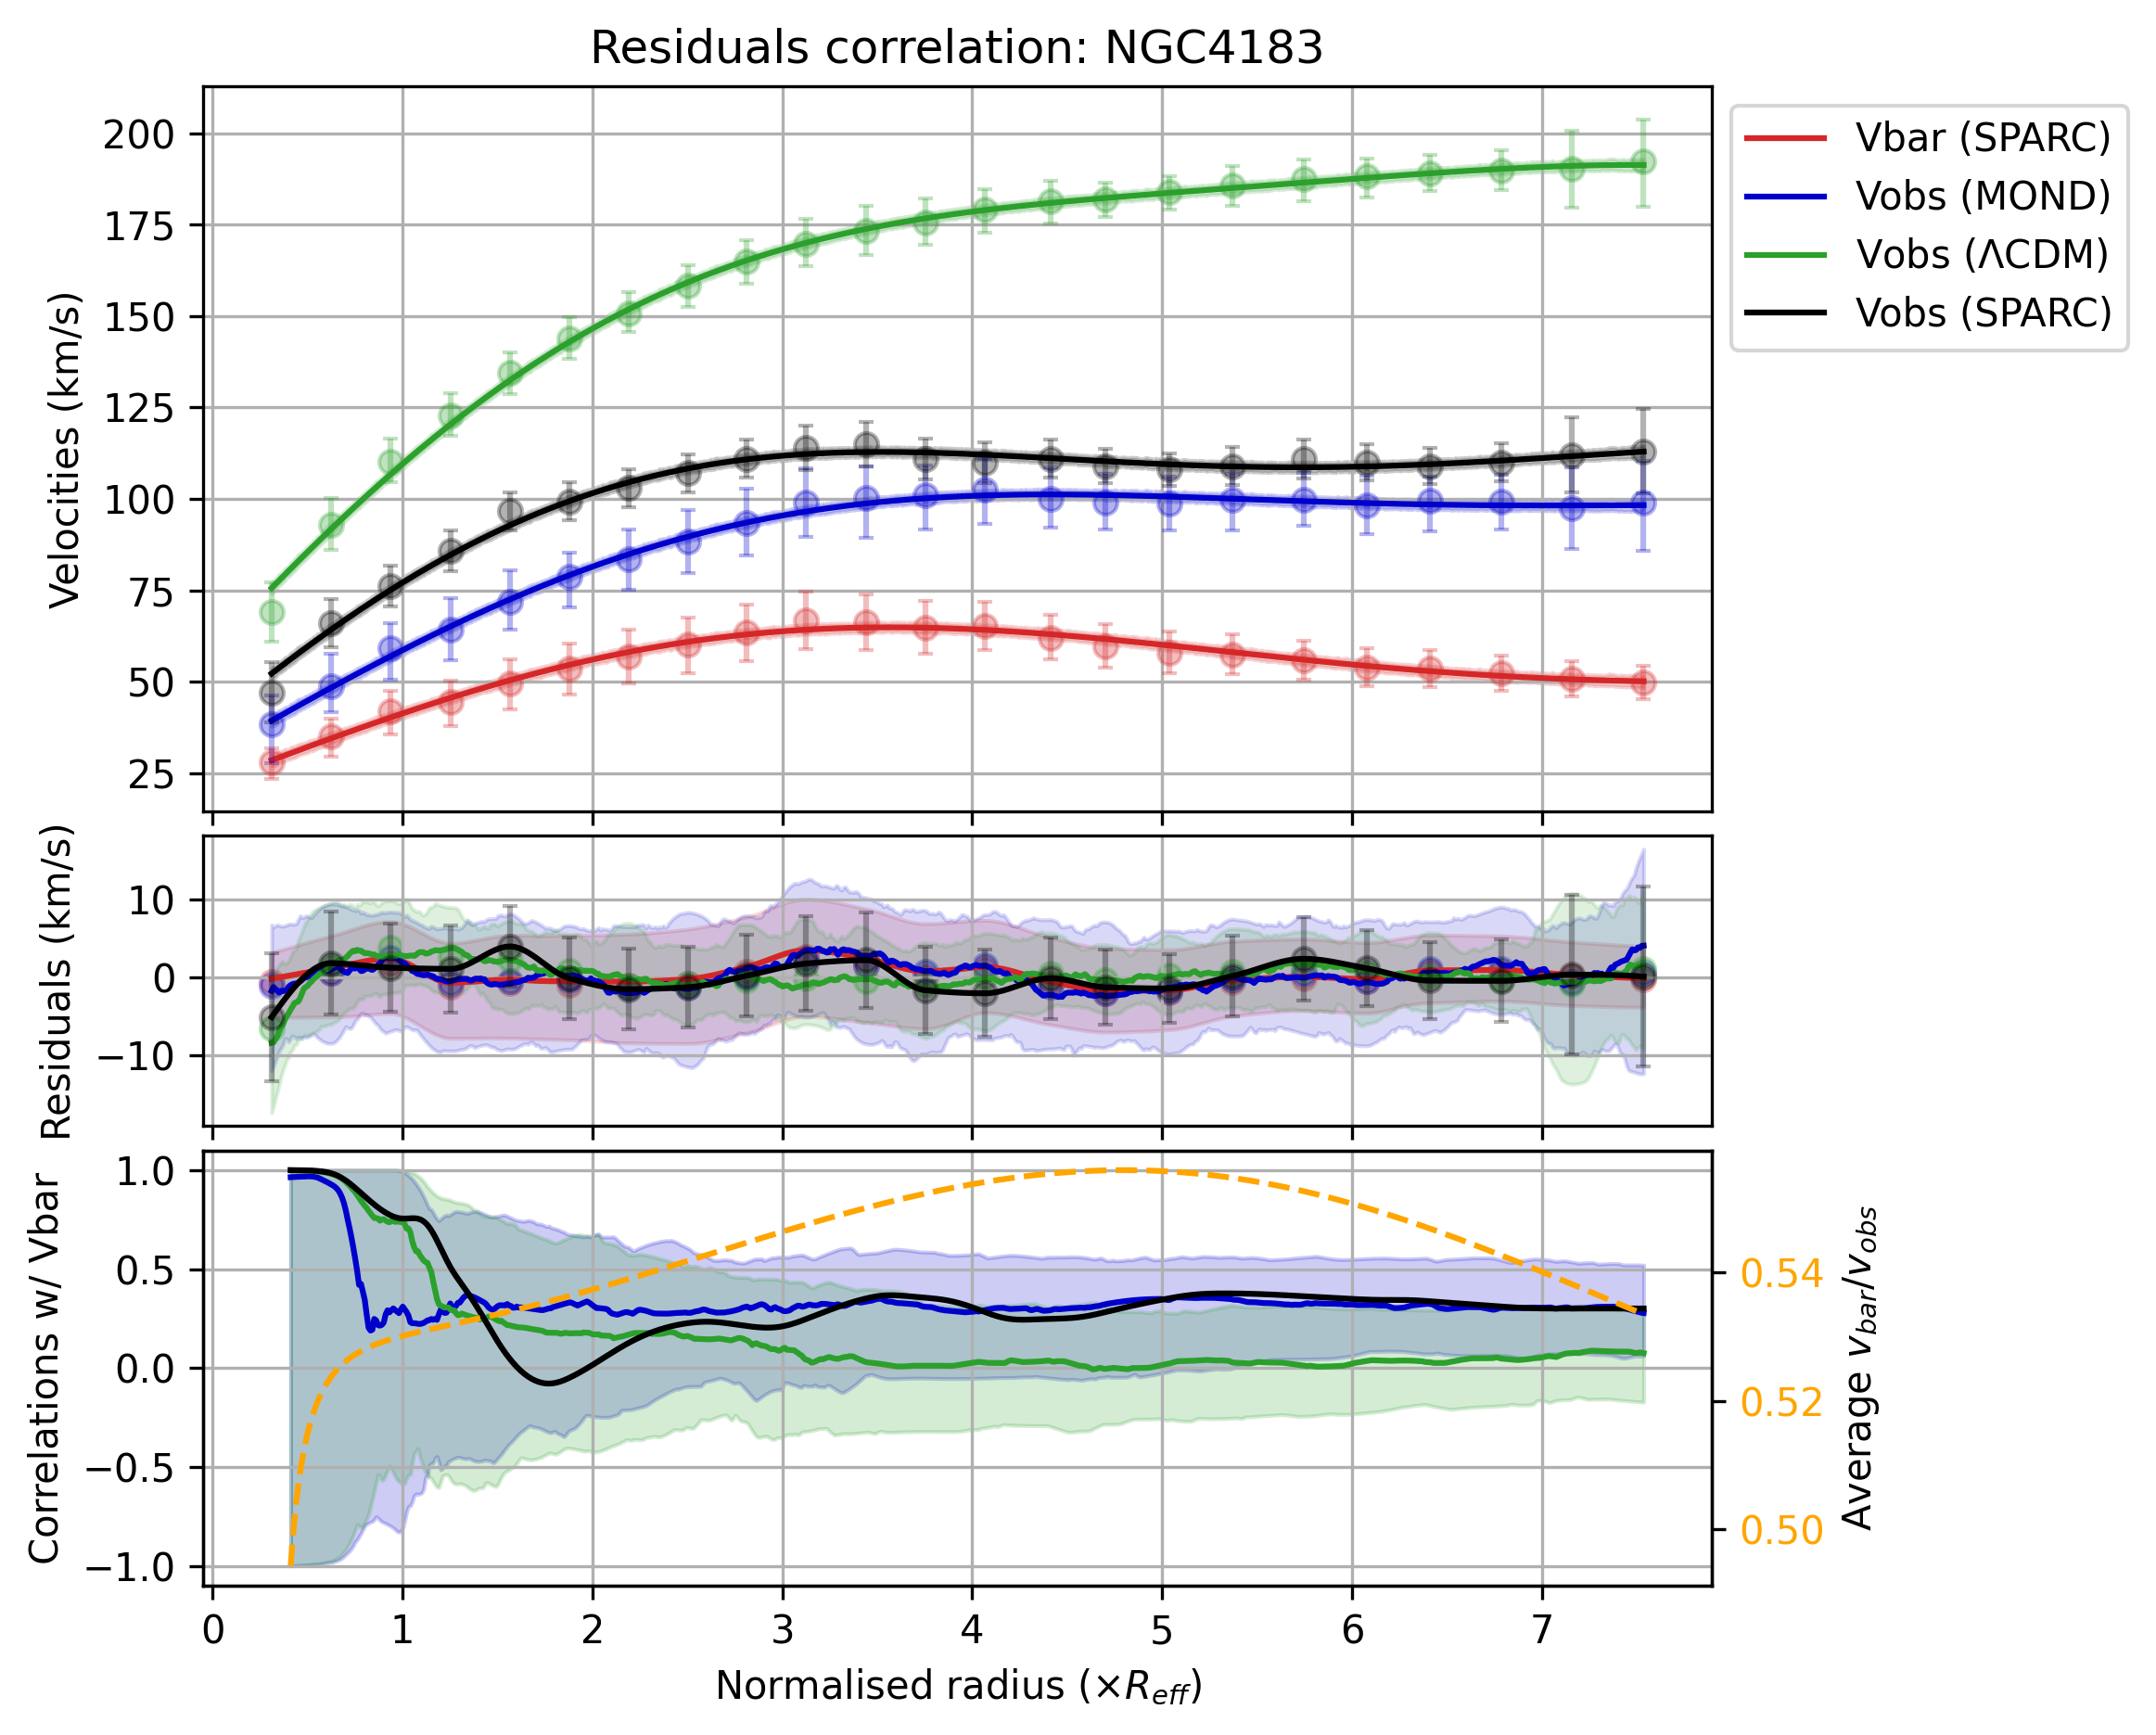 Residuals correlation: NGC4183
200
175
150
125
100
75
50
25
Velocities (km/s)
Vbar (SPARC)
Vobs (MOND)
Vobs (ΛCDM)
Vobs (SPARC)
10
0
−10
Residuals (km/s)
1.0
0.5
0.0
−0.5
−1.0
Correlations w/ Vbar
0.54
0.52
0.50
Average v_bar/v_obs
0 1 2 3 4 5 6 7
Normalised radius (×R_eff)